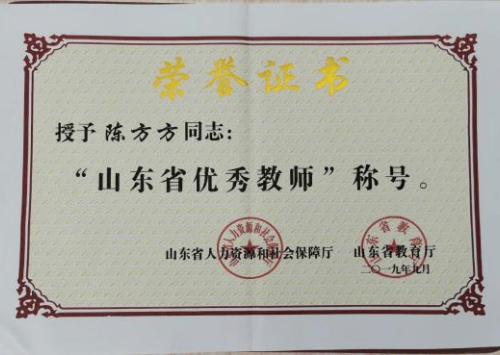 荣誉证书
授予陈方方同志：
“山东省优秀教师”称号。
山东省人力资源和社会保障厅 山东省教育厅
二〇一九年九月